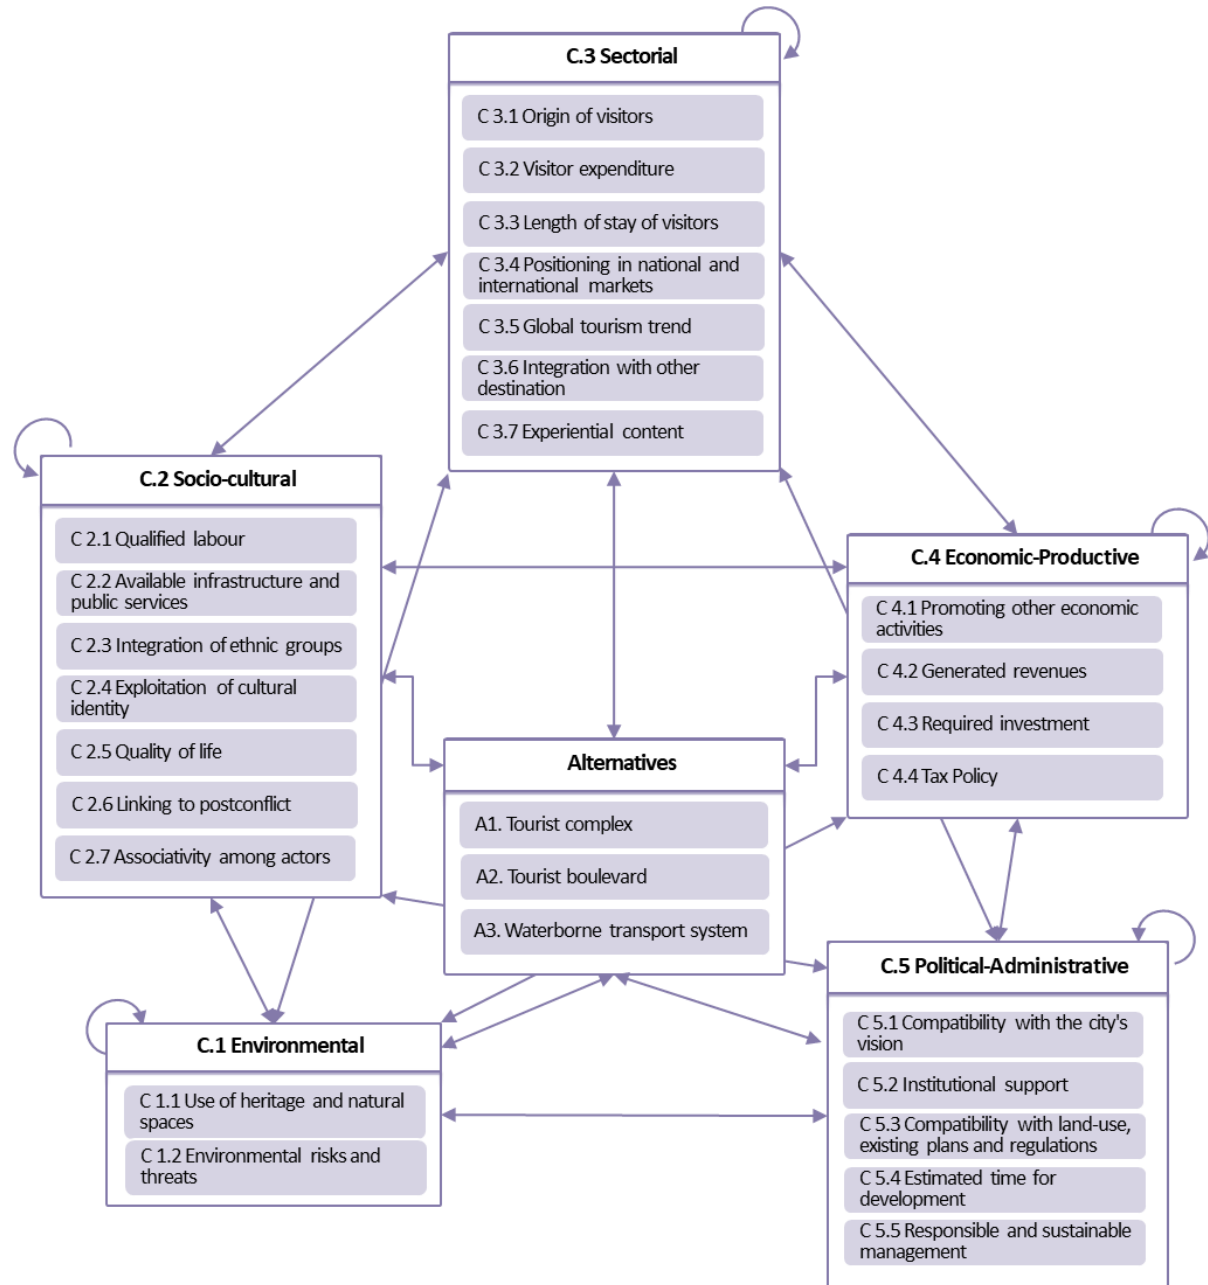 C.3 Sectorial
C 3.1 Origin of visitors
C 3.2 Visitor expenditure
C 3.3 Length of stay of visitors
C 3.4 Positioning in national and
international markets
C 3.5 Global tourism trend
C 3.6 Integration with other
destination
C 3.7 Experiential content
C.2 Socio-cultural
C 2.1 Qualified labour
C 2.2 Available infrastructure and
public services
C 2.3 Integration of ethnic groups
C 2.4 Exploitation of cultural
identity
C 2.5 Quality of life
C 2.6 Linking to postconflict
C 2.7 Associativity among actors
C.4 Economic-Productive
C 4.1 Promoting other economic
activities
C 4.2 Generated revenues
C 4.3 Required investment
C 4.4 Tax Policy
Alternatives
A1. Tourist complex
A2. Tourist boulevard
A3. Waterborne transport system
C.1 Environmental
C 1.1 Use of heritage and natural
spaces
C 1.2 Environmental risks and
threats
C.5 Political-Administrative
C 5.1 Compatibility with the city's
vision
C 5.2 Institutional support
C 5.3 Compatibility with land-use,
existing plans and regulations
C 5.4 Estimated time for
development
C 5.5 Responsible and sustainable
management